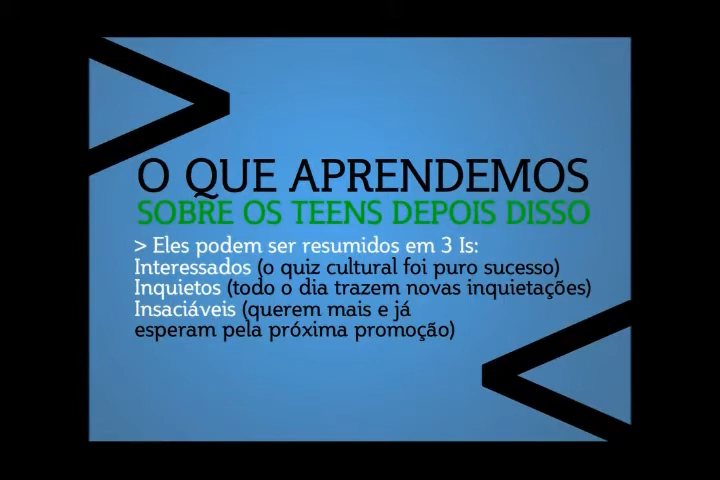 O QUE APRENDEMOS
SOBRE OS TEENS DEPOIS DISSO
> Eles podem ser resumidos em 3 Is:
Interessados (o quiz cultural foi puro sucesso)
Inquietos (todo o dia trazem novas inquietações)
Insaciáveis (querem mais e já
esperam pela próxima promoção)